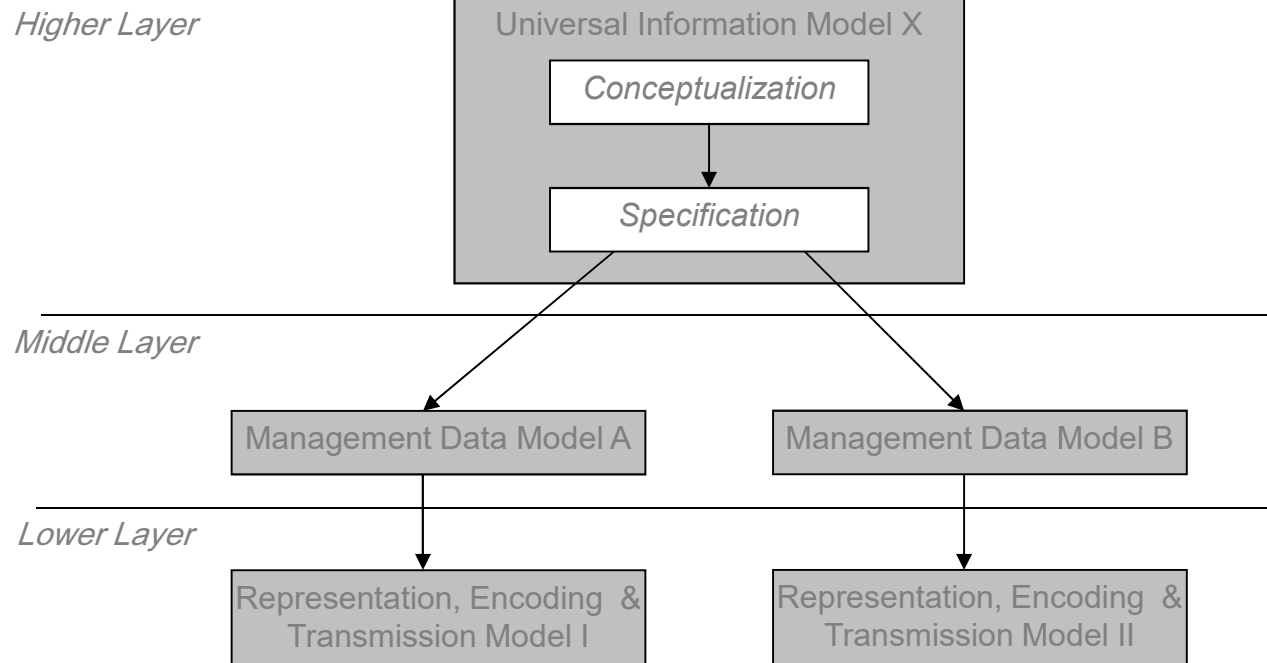 Higher Layer
Universal Information Model X
Conceptualization
Specification
Middle Layer
Management Data Model A
Management Data Model B
Lower Layer
Representation, Encoding &
Transmission Model I
Representation, Encoding &
Transmission Model II